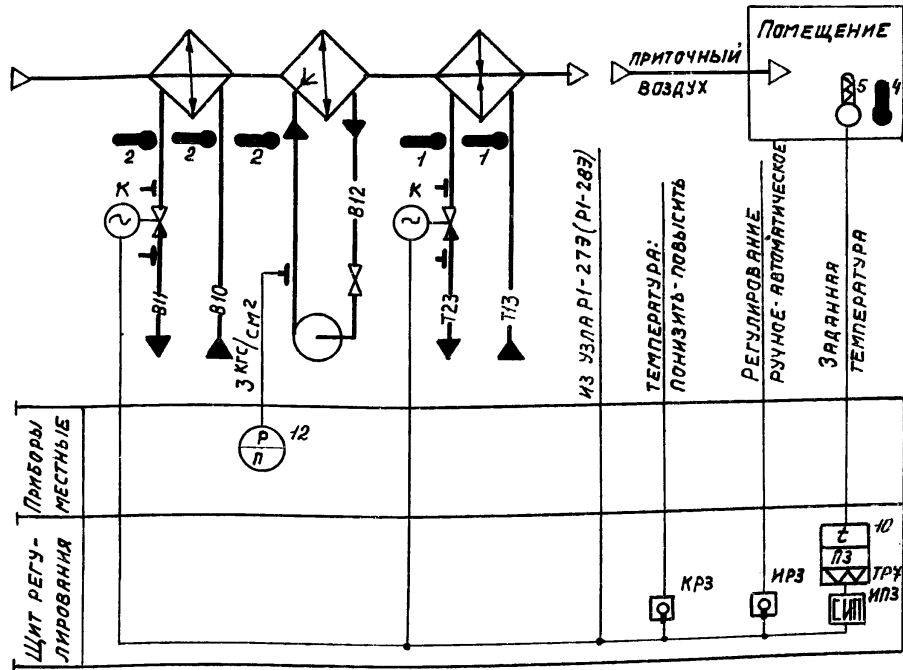 ПОМЕЩЕНИЕ
5
4
ПРИТОЧНЫЙ
ВОЗДУХ
2
2
2
1
1
К
К
В11
В10
В12
Т23
Т13
3 КГС/СМ²
ИЗ УЗЛА Р1-27Э (Р1-28Э)
ТЕМПЕРАТУРА:
ПОНИЗИТЬ-ПОВЫСИТЬ
РЕГУЛИРОВАНИЕ
РУЧНОЕ-АВТОМАТИЧЕСКОЕ
ЗАДАННАЯ
ТЕМПЕРАТУРА
ПРИБОРЫ
МЕСТНЫЕ
Р
П
12
ЩИТ РЕГУ-
ЛИРОВАНИЯ
КРЗ
ИРЗ
t
ПЗ
10
ТР7
СИП
ИПЗ